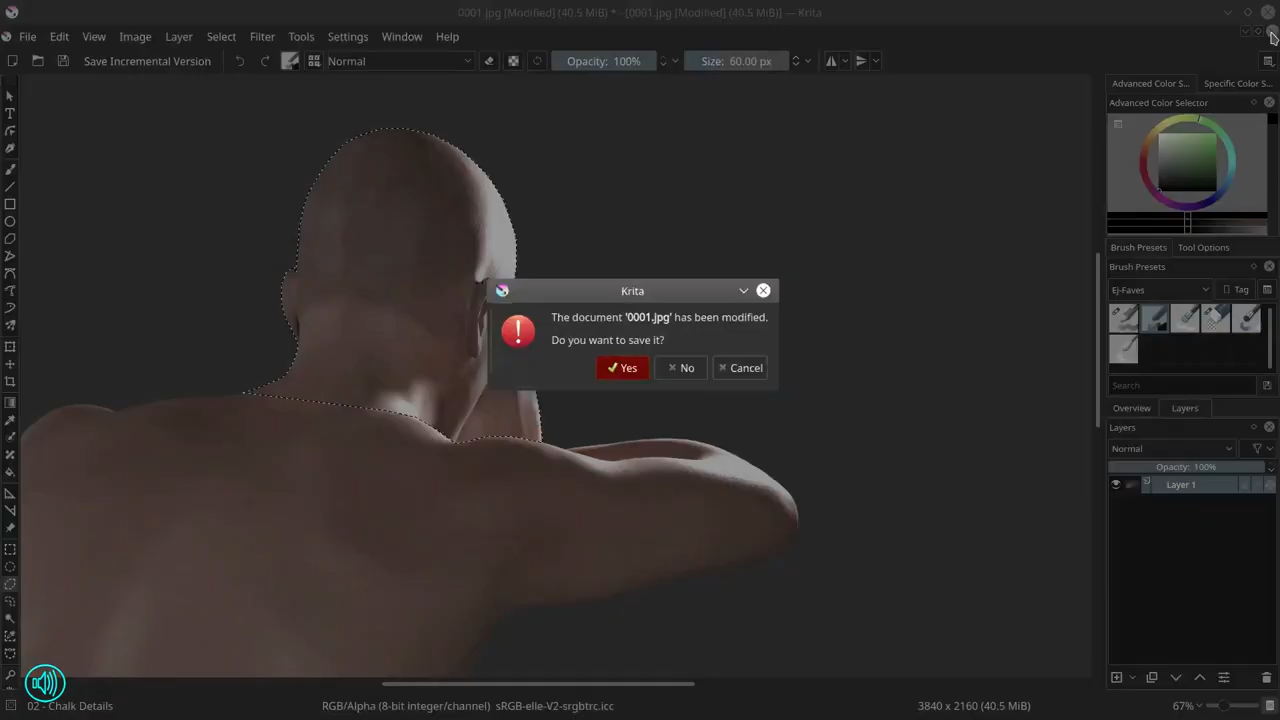 0001.jpg [Modified] (40.5 MiB) * - [0001.jpg [Modified] (40.5 MiB)] — Krita
File Edit View Image Layer Select Filter Tools Settings Window Help
Save Incremental Version Normal Opacity: 100% Size: 60.00 px
Advanced Color S... Specific Color S...
Advanced Color Selector
Brush Presets Tool Options
Brush Presets
Ej-Faves Tag
Search
Overview Layers
Layers
Normal
Opacity: 100%
Layer 1
Krita
The document '0001.jpg' has been modified.
Do you want to save it?
Yes No Cancel
02 - Chalk Details RGB/Alpha (8-bit integer/channel) sRGB-elle-V2-srgbtrc.icc 3840 x 2160 (40.5 MiB) 67%